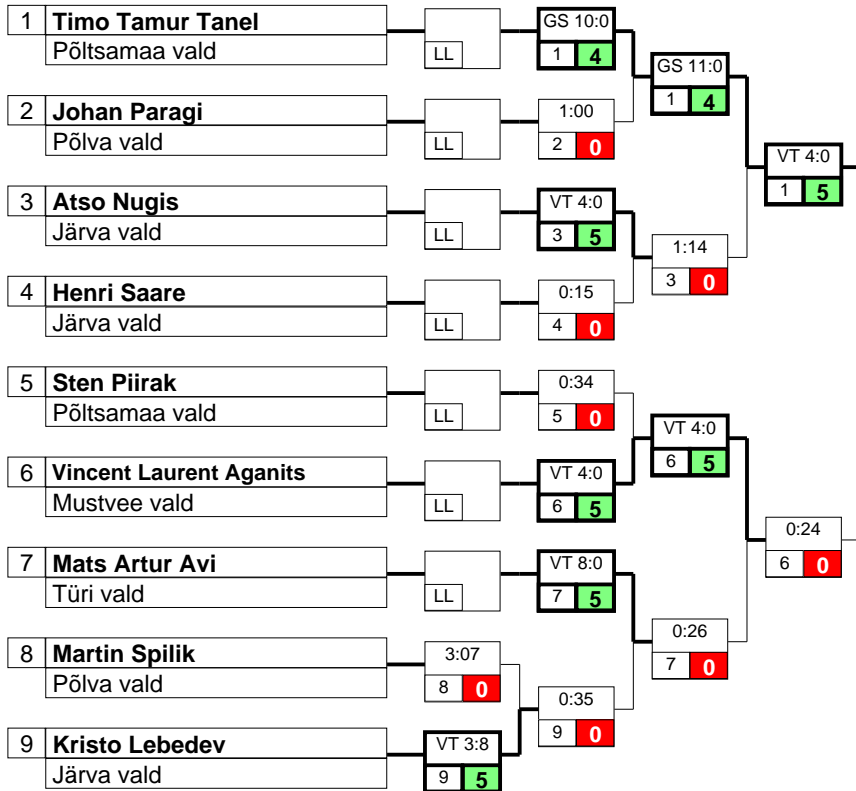 1 Timo Tamur Tanel
Põltsamaa vald
LL
GS 10:0
1 4
GS 11:0
1 4
2 Johan Paragi
Põlva vald
LL
1:00
2 0
VT 4:0
1 5
3 Atso Nugis
Järva vald
LL
VT 4:0
3 5
1:14
3 0
4 Henri Saare
Järva vald
LL
0:15
4 0
5 Sten Piirak
Põltsamaa vald
LL
0:34
5 0
VT 4:0
6 5
6 Vincent Laurent Aganits
Mustvee vald
LL
VT 4:0
6 5
0:24
6 0
7 Mats Artur Avi
Türi vald
LL
VT 8:0
7 5
0:26
7 0
8 Martin Spilik
Põlva vald
3:07
8 0
0:35
9 0
9 Kristo Lebedev
Järva vald
VT 3:8
9 5